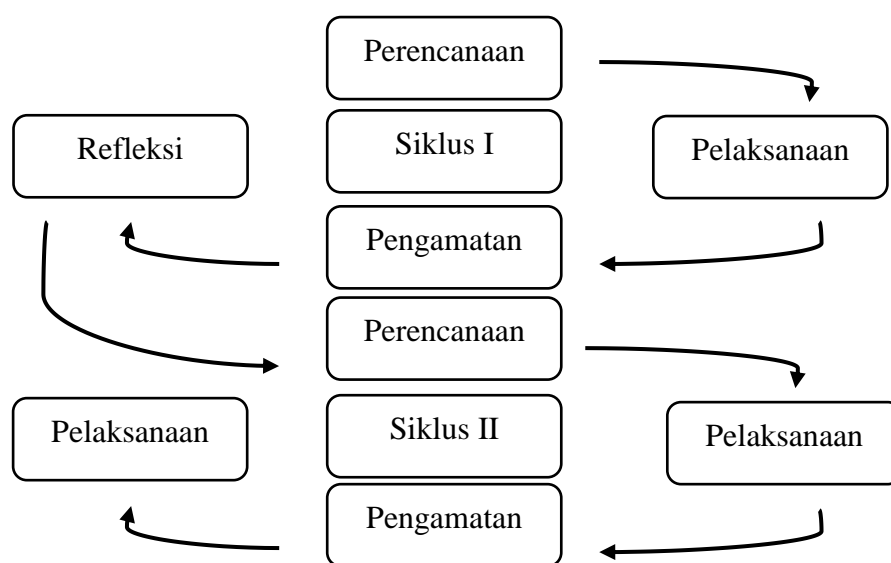 Perencanaan
Refleksi
Siklus I
Pelaksanaan
Pengamatan
Perencanaan
Pelaksanaan
Siklus II
Pelaksanaan
Pengamatan